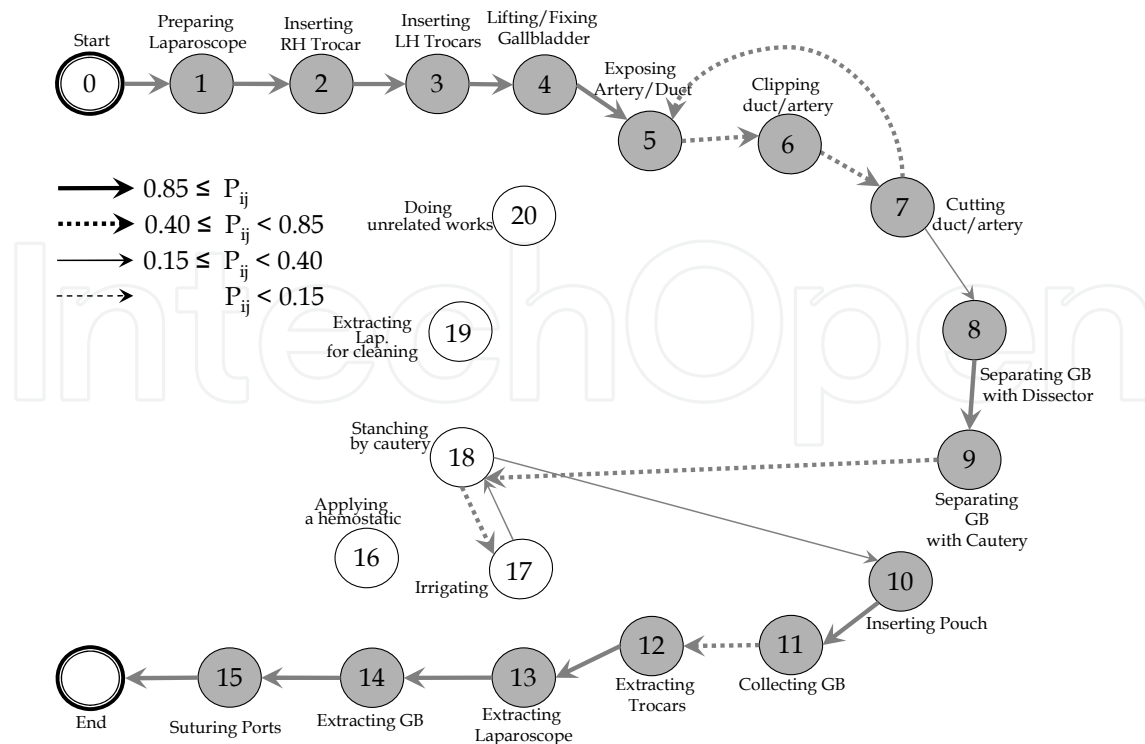 Start
0
Preparing
Laparoscope
1
Inserting
RH Trocar
2
Inserting
LH Trocars
3
Lifting/Fixing
Gallbladder
4
Exposing
Artery/Duct
5
Clipping
duct/artery
6
7
Cutting
duct/artery
0.85 ≤ P_ij
0.40 ≤ P_ij < 0.85
0.15 ≤ P_ij < 0.40
P_ij < 0.15
Doing
unrelated works
20
Extracting
Lap.
for cleaning
19
8
Separating GB
with Dissector
Stanching
by cautery
18
9
Separating
GB
with Cautery
Applying
a hemostatic
16
Irrigating
17
10
Inserting Pouch
11
Collecting GB
12
Extracting
Trocars
13
Extracting
Laparoscope
14
Extracting GB
15
Suturing Ports
End
IntechOpen